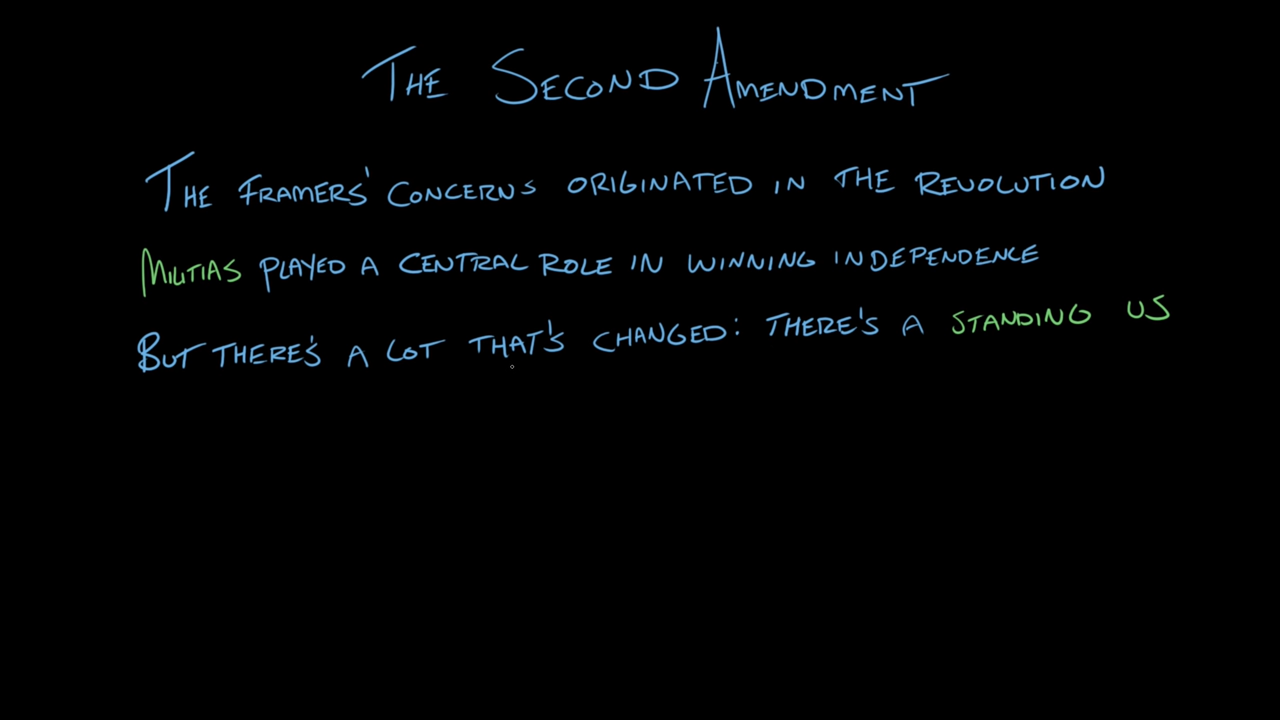 THE SECOND AMENDMENT
THE FRAMERS' CONCERNS ORIGINATED IN THE REVOLUTION
MILITIAS PLAYED A CENTRAL ROLE IN WINNING INDEPENDENCE
BUT THERE'S A LOT THAT'S CHANGED: THERE'S A STANDING US